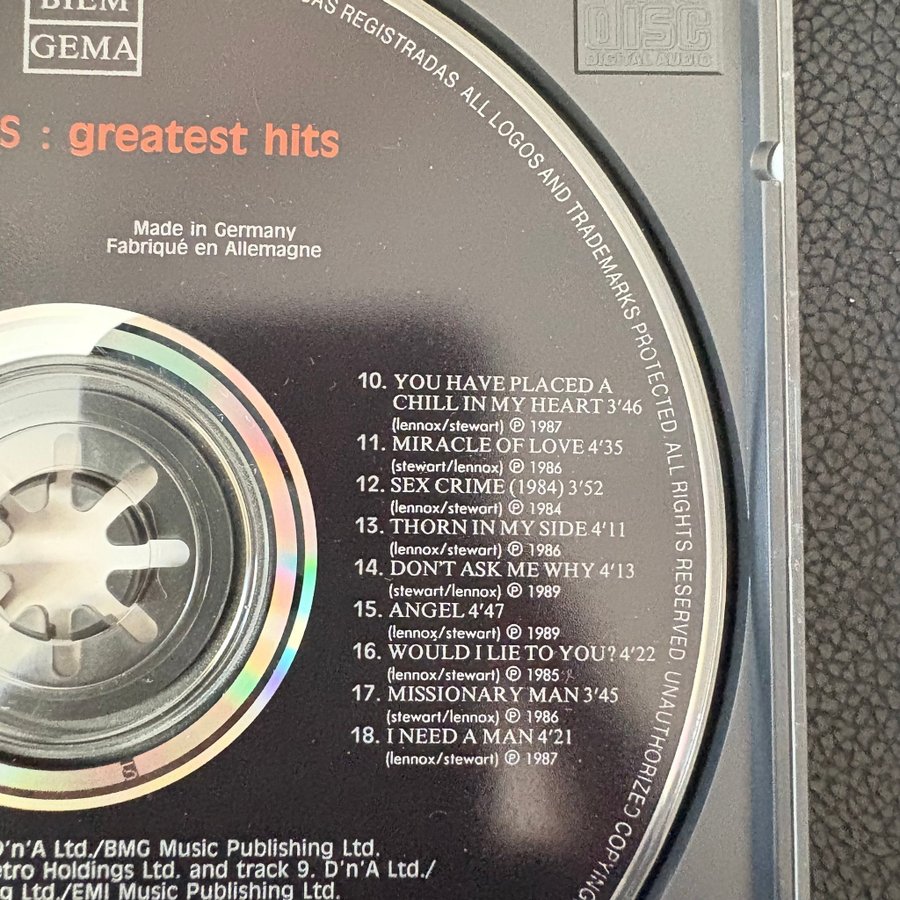 BIEM
GEMA
DAS REGISTRADAS. ALL LOGOS AND TRADEMARKS PROTECTED. ALL RIGHTS RESERVED. UNAUTHORIZED COPYING
disc
DIGITAL AUDIO
S : greatest hits
Made in Germany
Fabriqué en Allemagne
10. YOU HAVE PLACED A
CHILL IN MY HEART 3'46
(lennox/stewart) ℗ 1987
11. MIRACLE OF LOVE 4'35
(stewart/lennox) ℗ 1986
12. SEX CRIME (1984) 3'52
(lennox/stewart) ℗ 1984
13. THORN IN MY SIDE 4'11
(lennox/stewart) ℗ 1986
14. DON'T ASK ME WHY 4'13
(stewart/lennox) ℗ 1989
15. ANGEL 4'47
(lennox/stewart) ℗ 1989
16. WOULD I LIE TO YOU? 4'22
(lennox/stewart) ℗ 1985
17. MISSIONARY MAN 3'45
(stewart/lennox) ℗ 1986
18. I NEED A MAN 4'21
(lennox/stewart) ℗ 1987
D'n'A Ltd./BMG Music Publishing Ltd.
etro Holdings Ltd. and track 9. D'n'A Ltd./
g Ltd./EMI Music Publishing Ltd.